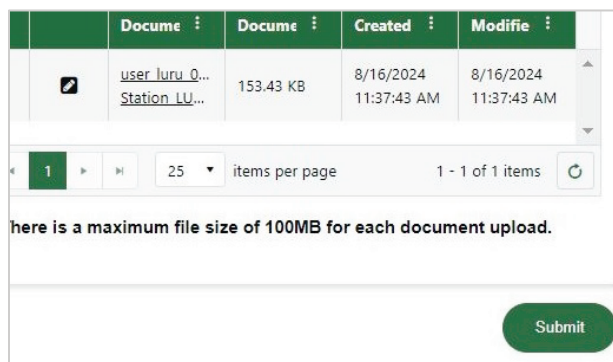 Docume Docume Created Modifie
user_luru_0... 153.43 KB 8/16/2024 8/16/2024
Station_LU... 11:37:43 AM 11:37:43 AM
1 25 items per page 1 - 1 of 1 items
here is a maximum file size of 100MB for each document upload.
Submit